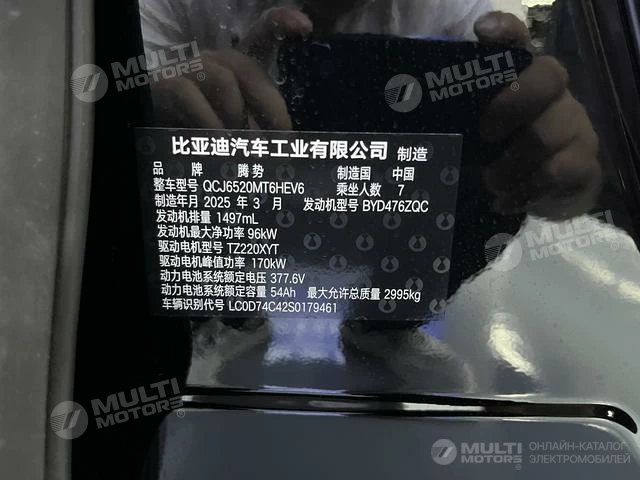 MULTI
MOTORS
MULTI
MOTORS
比亚迪汽车工业有限公司 制造
品 牌 腾势 制造国 中国
整车型号 QCJ6520MT6HEV6 乘坐人数 7
制造年月 2025 年 3 月 发动机型号 BYD476ZQC
发动机排量 1497mL
发动机最大净功率 96kW
驱动电机型号 TZ220XYT
驱动电机峰值功率 170kW
动力电池系统额定电压 377.6V
动力电池系统额定容量 54Ah 最大允许总质量 2995kg
车辆识别代号 LC0D74C42S0179461
MULTI
MOTORS
MULTI
MOTORS
MULTI
MOTORS
ОНЛАЙН-КАТАЛОГ
ЭЛЕКТРОМОБИЛЕЙ